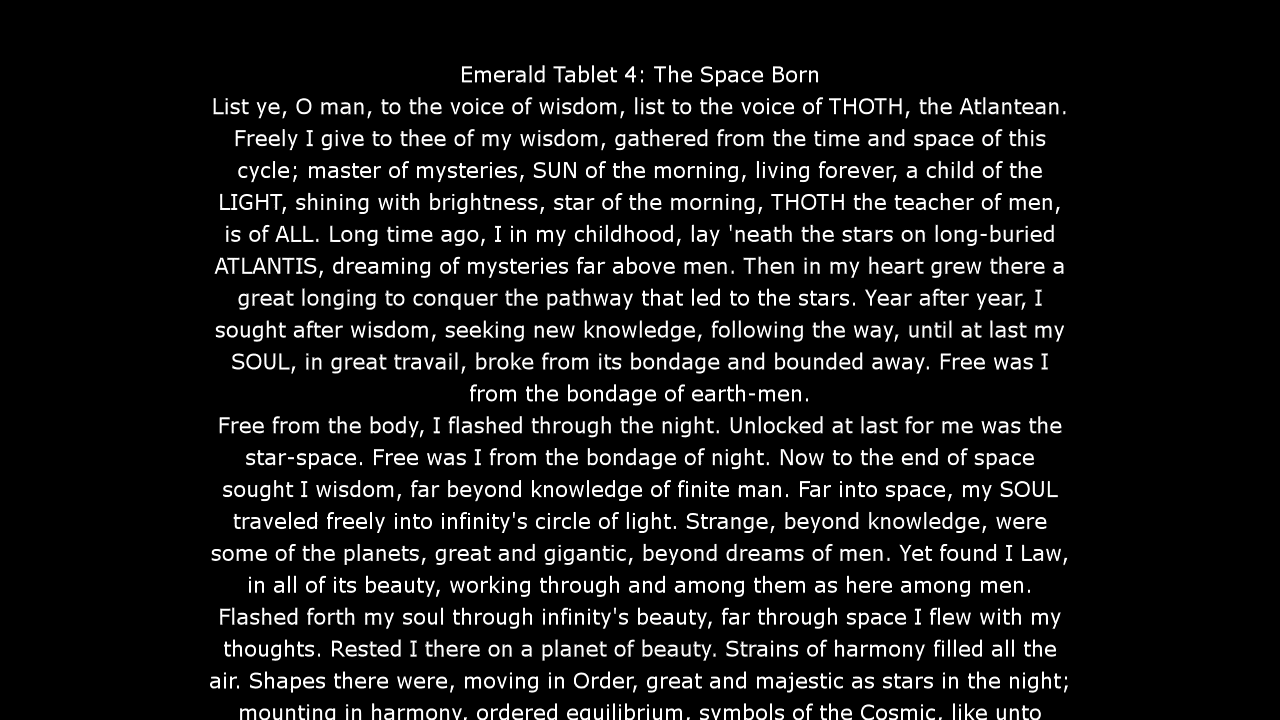 Emerald Tablet 4: The Space Born
List ye, O man, to the voice of wisdom, list to the voice of THOTH, the Atlantean.
Freely I give to thee of my wisdom, gathered from the time and space of this
cycle; master of mysteries, SUN of the morning, living forever, a child of the
LIGHT, shining with brightness, star of the morning, THOTH the teacher of men,
is of ALL. Long time ago, I in my childhood, lay 'neath the stars on long-buried
ATLANTIS, dreaming of mysteries far above men. Then in my heart grew there a
great longing to conquer the pathway that led to the stars. Year after year, I
sought after wisdom, seeking new knowledge, following the way, until at last my
SOUL, in great travail, broke from its bondage and bounded away. Free was I
from the bondage of earth-men.
Free from the body, I flashed through the night. Unlocked at last for me was the
star-space. Free was I from the bondage of night. Now to the end of space
sought I wisdom, far beyond knowledge of finite man. Far into space, my SOUL
traveled freely into infinity's circle of light. Strange, beyond knowledge, were
some of the planets, great and gigantic, beyond dreams of men. Yet found I Law,
in all of its beauty, working through and among them as here among men.
Flashed forth my soul through infinity's beauty, far through space I flew with my
thoughts. Rested I there on a planet of beauty. Strains of harmony filled all the
air. Shapes there were, moving in Order, great and majestic as stars in the night;
mounting in harmony, ordered equilibrium, symbols of the Cosmic, like unto